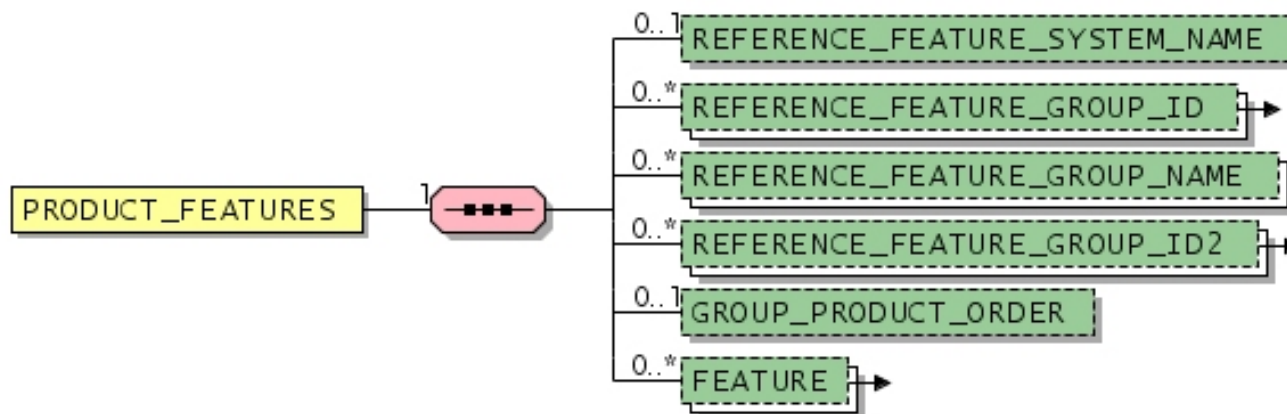 0..1
REFERENCE_FEATURE_SYSTEM_NAME
0..*
REFERENCE_FEATURE_GROUP_ID
0..*
REFERENCE_FEATURE_GROUP_NAME
PRODUCT_FEATURES
1
0..*
REFERENCE_FEATURE_GROUP_ID2
0..1
GROUP_PRODUCT_ORDER
0..*
FEATURE